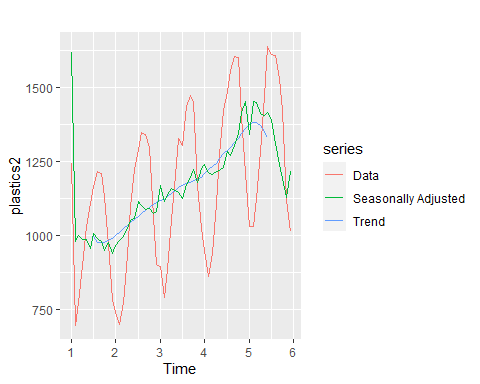 plastics2
1500
1250
1000
750
1
2
3
4
5
6
Time
series
Data
Seasonally Adjusted
Trend